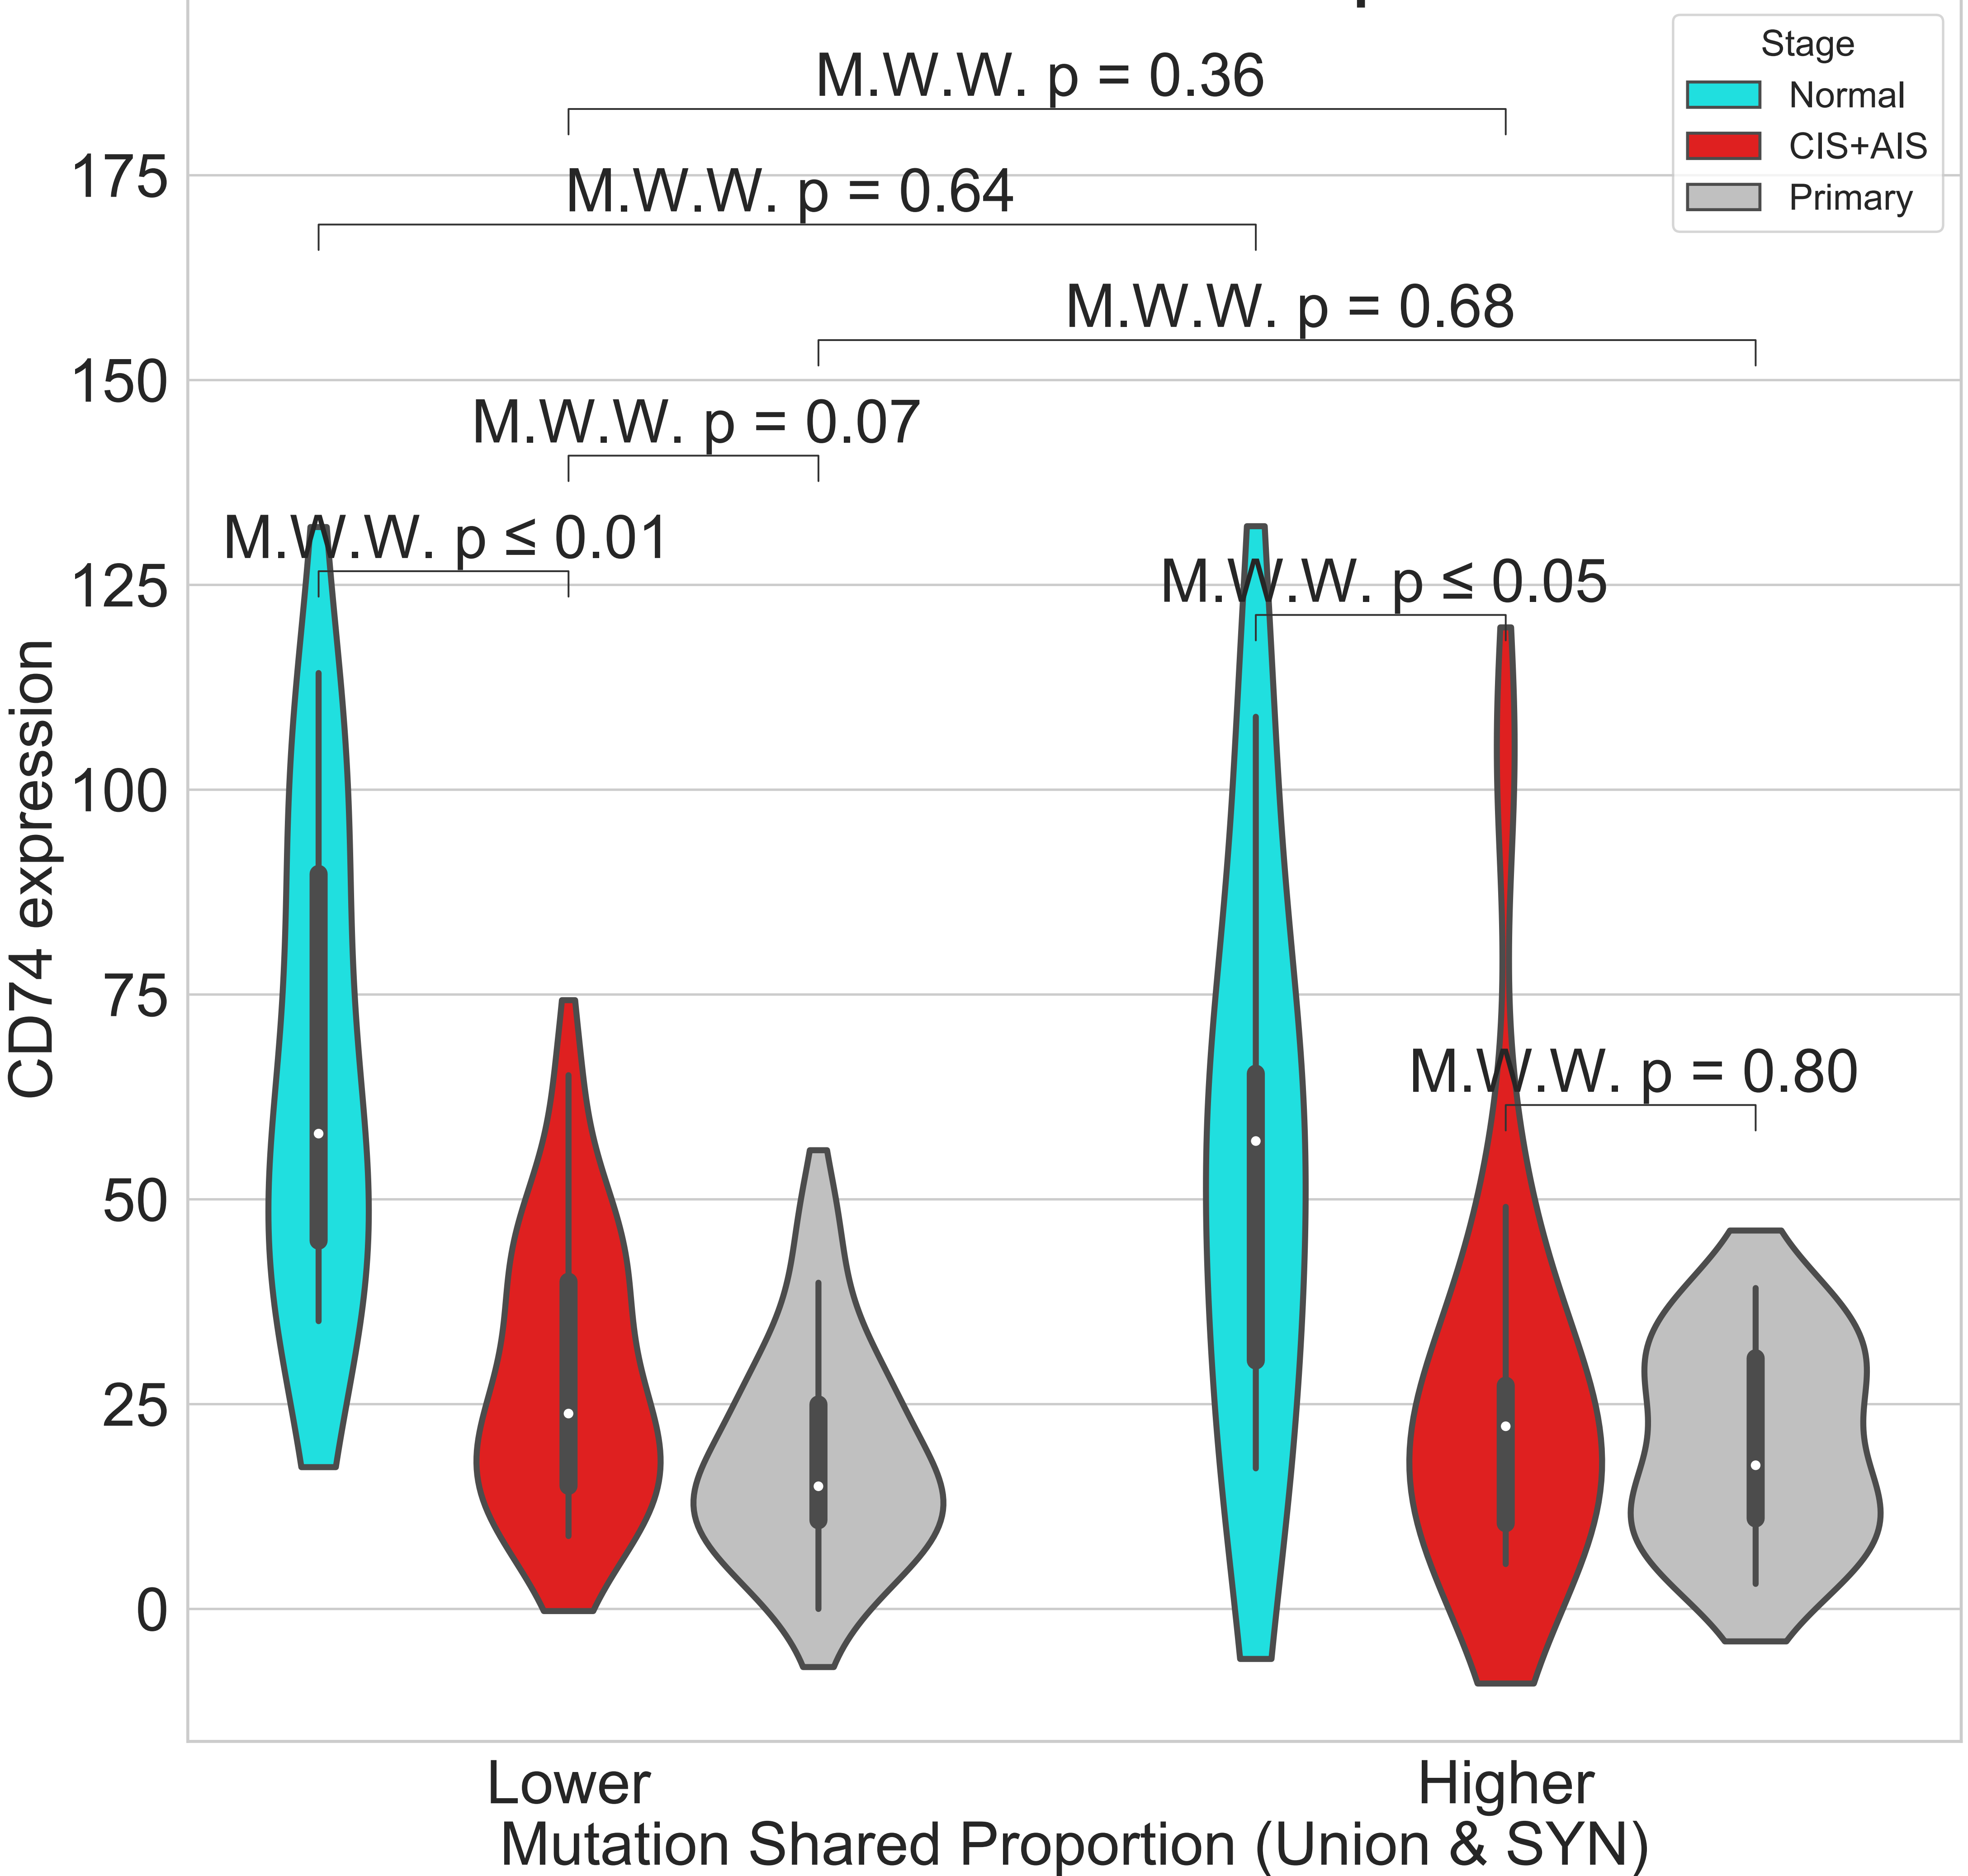 Stage
Normal
CIS+AIS
Primary
M.W.W. p = 0.36
M.W.W. p = 0.64
M.W.W. p = 0.68
M.W.W. p = 0.07
M.W.W. p ≤ 0.01
M.W.W. p ≤ 0.05
M.W.W. p = 0.80
175
150
125
100
75
50
25
0
CD74 expression
Lower
Higher
Mutation Shared Proportion (Union & SYN)